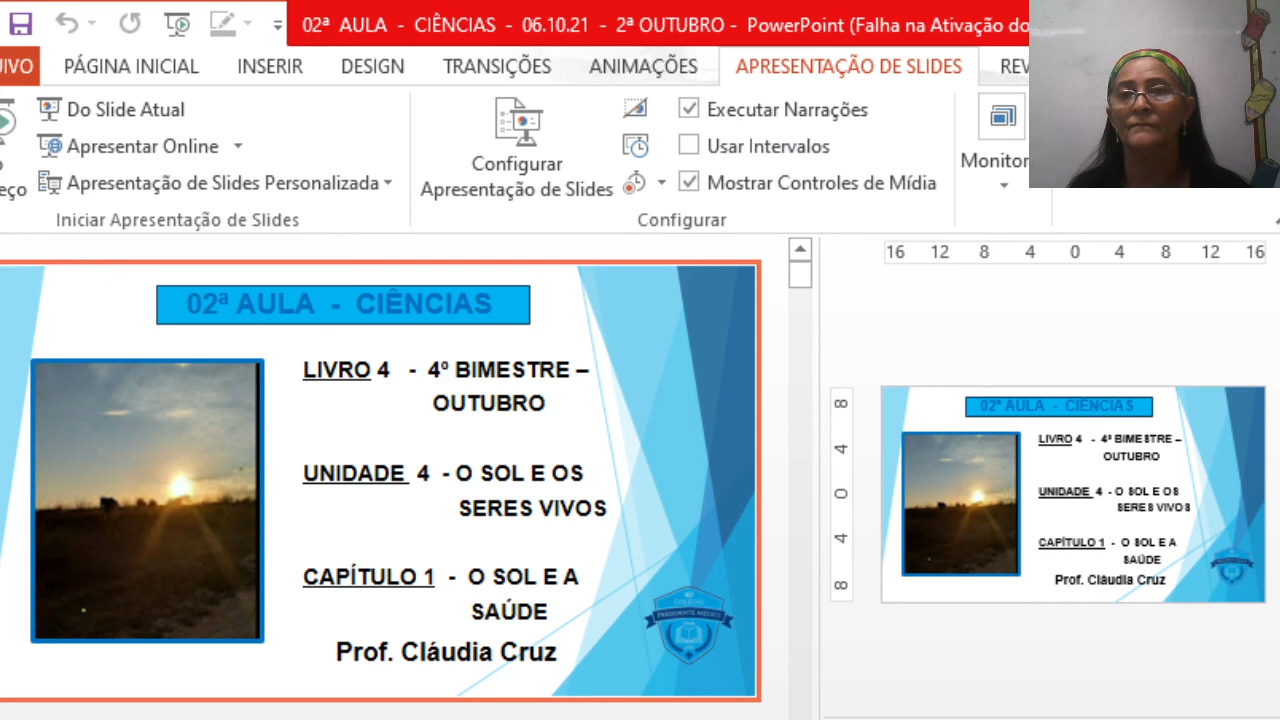 02ª AULA - CIÊNCIAS - 06.10.21 - 2ª OUTUBRO - PowerPoint (Falha na Ativação do
PÁGINA INICIAL INSERIR DESIGN TRANSIÇÕES ANIMAÇÕES APRESENTAÇÃO DE SLIDES
Do Slide Atual
Apresentar Online
Apresentação de Slides Personalizada
Iniciar Apresentação de Slides
Configurar
Apresentação de Slides
Executar Narrações
Usar Intervalos
Mostrar Controles de Mídia
Configurar
Monitor
16 12 8 4 0 4 8 12 16
8 4 0 4 8
02ª AULA - CIÊNCIAS
LIVRO 4 - 4º BIMESTRE –
OUTUBRO
UNIDADE 4 - O SOL E OS
SERES VIVOS
CAPÍTULO 1 - O SOL E A
SAÚDE
Prof. Cláudia Cruz
PRESIDENTE MÉDICI
02ª AULA - CIÊNCIAS
LIVRO 4 - 4º BIMESTRE –
OUTUBRO
UNIDADE 4 - O SOL E OS
SERES VIVOS
CAPÍTULO 1 - O SOL E A
SAÚDE
Prof. Cláudia Cruz